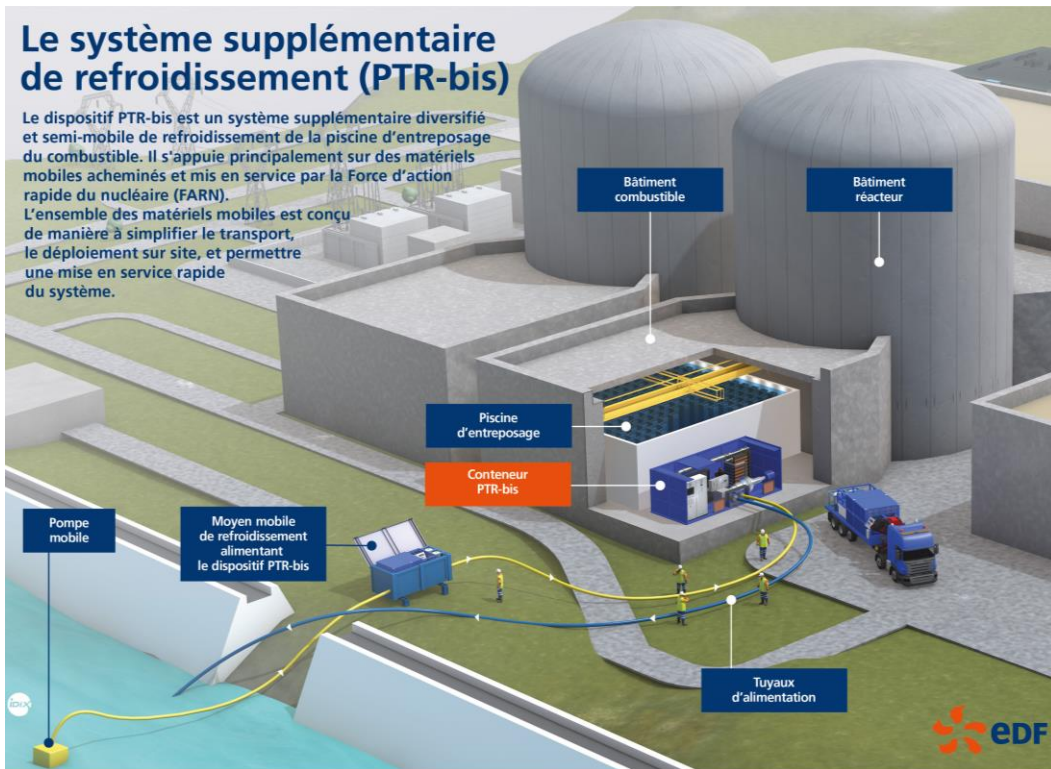 Le système supplémentaire
de refroidissement (PTR-bis)
Le dispositif PTR-bis est un système supplémentaire diversifié
et semi-mobile de refroidissement de la piscine d'entreposage
du combustible. Il s'appuie principalement sur des matériels
mobiles acheminés et mis en service par la Force d'action
rapide du nucléaire (FARN).
L'ensemble des matériels mobiles est conçu
de manière à simplifier le transport,
le déploiement sur site, et permettre
une mise en service rapide
du système.
Bâtiment
combustible
Bâtiment
réacteur
Piscine
d'entreposage
Conteneur
PTR-bis
Pompe
mobile
Moyen mobile
de refroidissement
alimentant
le dispositif PTR-bis
Tuyaux
d'alimentation
edF